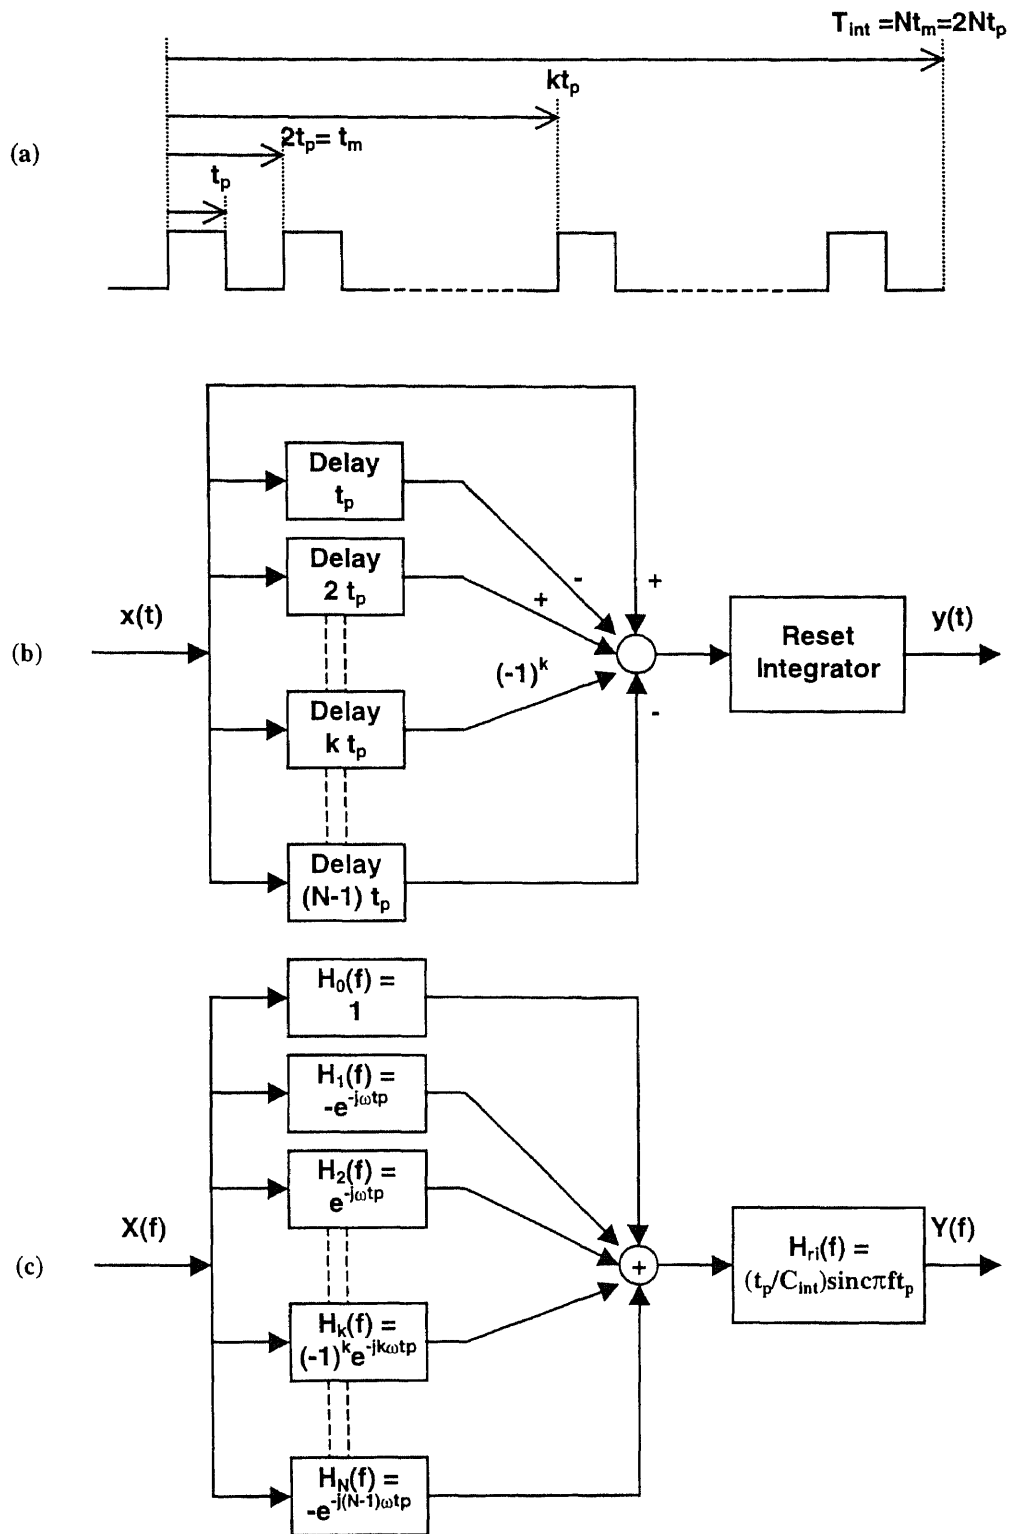 T_int =Nt_m=2Nt_p
kt_p
2t_p= t_m
(a)
t_p
Delay
t_p
Delay
2 t_p
-
+
+
x(t)
y(t)
(b)
Reset
Integrator
(-1)^k
Delay
k t_p
-
Delay
(N-1) t_p
H_0(f) =
1
H_1(f) =
-e^-jωtp
H_2(f) =
e^-jωtp
X(f)
Y(f)
(c)
+
H_ri(f) =
(t_p/C_int)sincπft_p
H_k(f) =
(-1)^k e^-jkωtp
H_N(f) =
-e^-j(N-1)ωtp